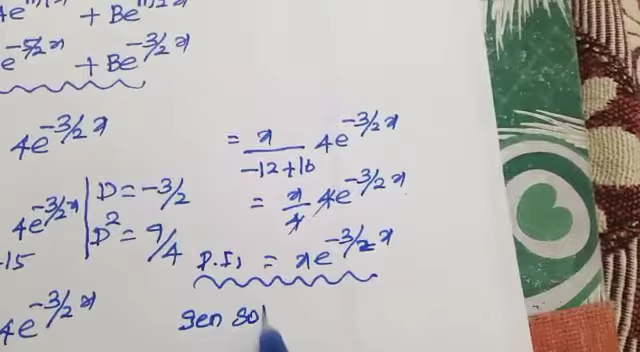 Ae^ + Be^
e^-5/2 x + Be^-3/2 x
4e^-3/2 x
4e^-3/2 x
-15
4e^-3/2 x
D = -3/2
D^2 = 9/4
= x/(-12+16) 4e^-3/2 x
= x/4 4e^-3/2 x
P.I, = xe^-3/2 x
Gen So